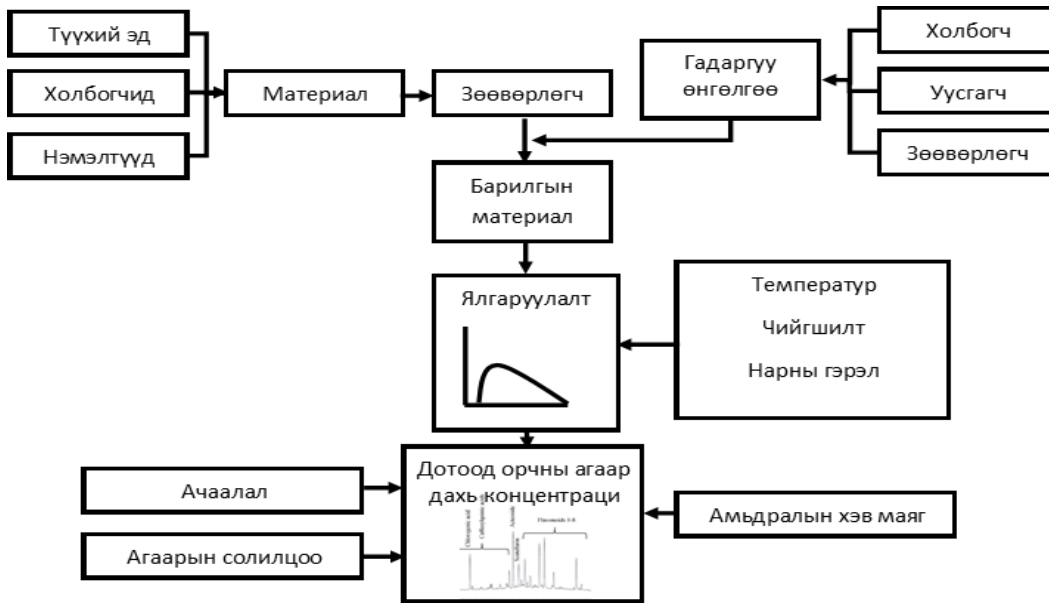 Түүхий эд
Холбогчид
Нэмэлтүүд
Материал
Зөөвөрлөгч
Гадаргуу
өнгөлгөө
Холбогч
Уусгагч
Зөөвөрлөгч
Барилгын
материал
Ялгаруулалт
Температур
Чийгшилт
Нарны гэрэл
Дотоод орчны агаар
дахь концентраци
Ачаалал
Агаарын солилцоо
Амьдралын хэв маяг